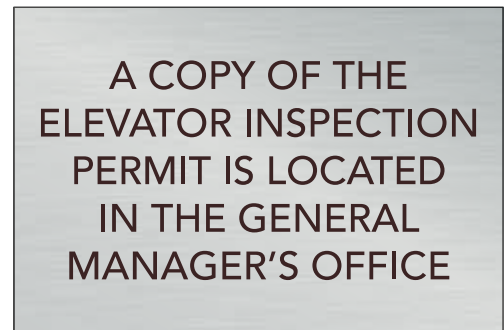 A COPY OF THE
ELEVATOR INSPECTION
PERMIT IS LOCATED
IN THE GENERAL
MANAGER’S OFFICE